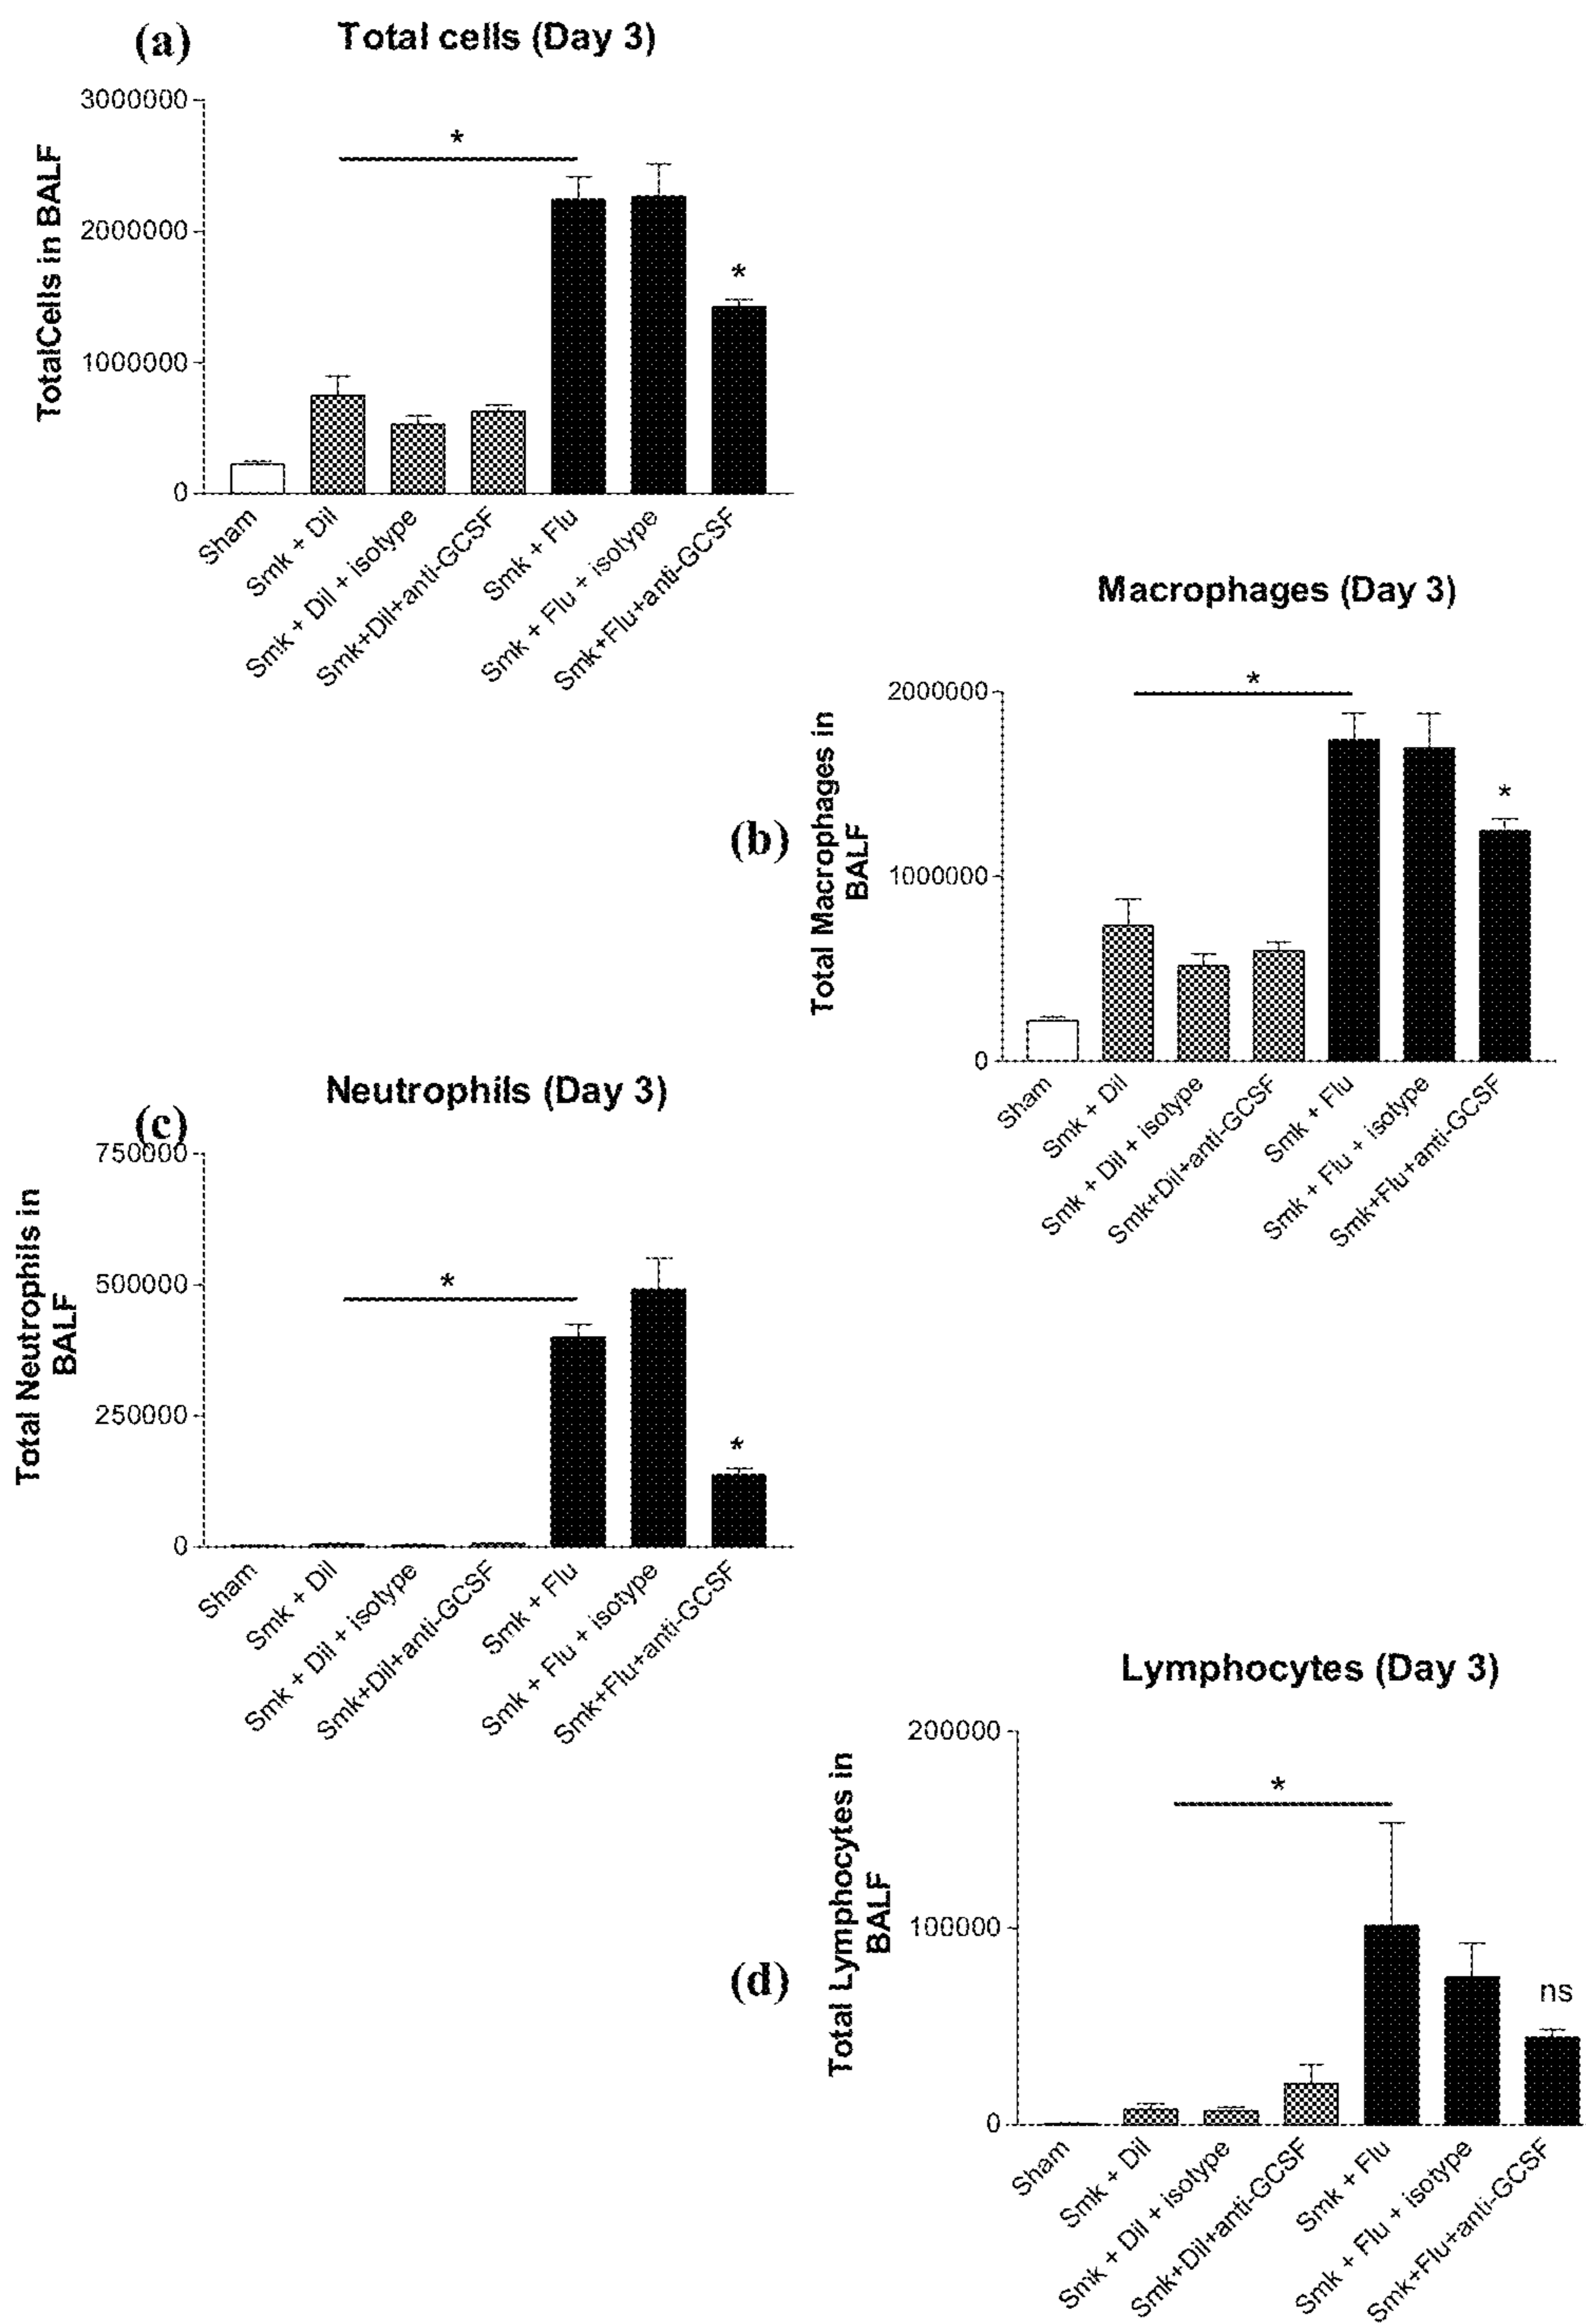 (a)
Total cells (Day 3)
TotalCells in BALF
3000000
2000000
1000000
0
*
*
Sham
Smk + Dil
Smk + Dil + isotype
Smk+Dil+anti-GCSF
Smk + Flu
Smk + Flu + isotype
Smk+Flu+anti-GCSF
(b)
Macrophages (Day 3)
Total Macrophages in
BALF
2000000
1000000
0
*
*
Sham
Smk + Dil
Smk + Dil + isotype
Smk+Dil+anti-GCSF
Smk + Flu
Smk + Flu + isotype
Smk+Flu+anti-GCSF
(c)
Neutrophils (Day 3)
Total Neutrophils in
BALF
750000
500000
250000
0
*
*
Sham
Smk + Dil
Smk + Dil + isotype
Smk+Dil+anti-GCSF
Smk + Flu
Smk + Flu + isotype
Smk+Flu+anti-GCSF
(d)
Lymphocytes (Day 3)
Total Lymphocytes in
BALF
200000
100000
0
*
ns
Sham
Smk + Dil
Smk + Dil + isotype
Smk+Dil+anti-GCSF
Smk + Flu
Smk + Flu + isotype
Smk+Flu+anti-GCSF